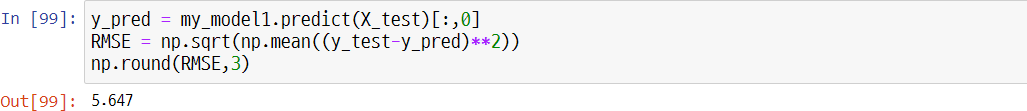 In [99]: y_pred = my_model1.predict(X_test)[:,0]
RMSE = np.sqrt(np.mean((y_test-y_pred)**2))
np.round(RMSE,3)
Out[99]: 5.647